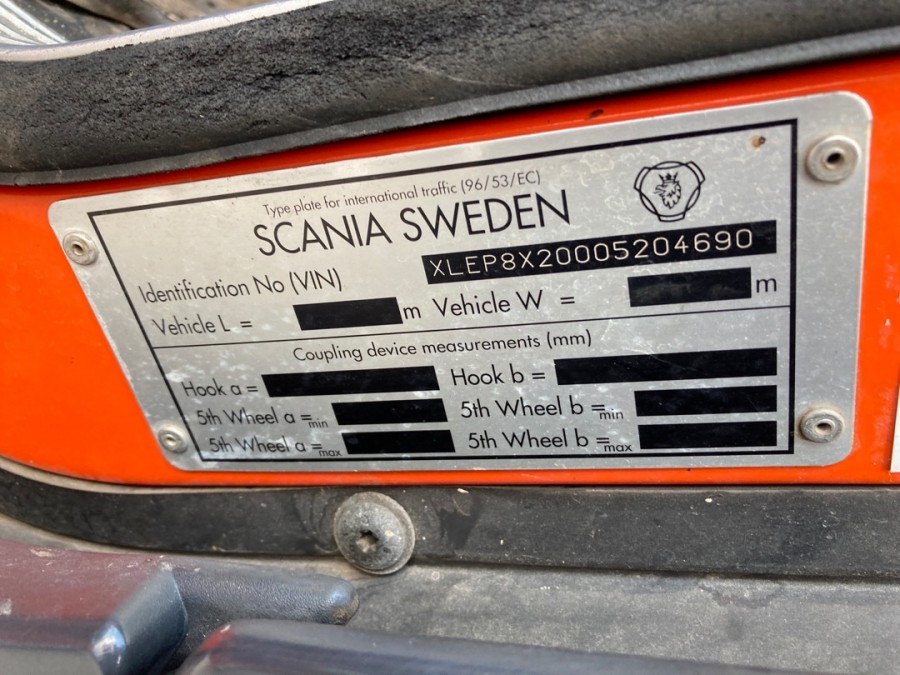 Type plate for international traffic (96/53/EC)
SCANIA SWEDEN
Identification No (VIN) XLEP8X20005204690
Vehicle L = m Vehicle W = m
Coupling device measurements (mm)
Hook a = Hook b =
5th Wheel a =min 5th Wheel b =min
5th Wheel a =max 5th Wheel b =max